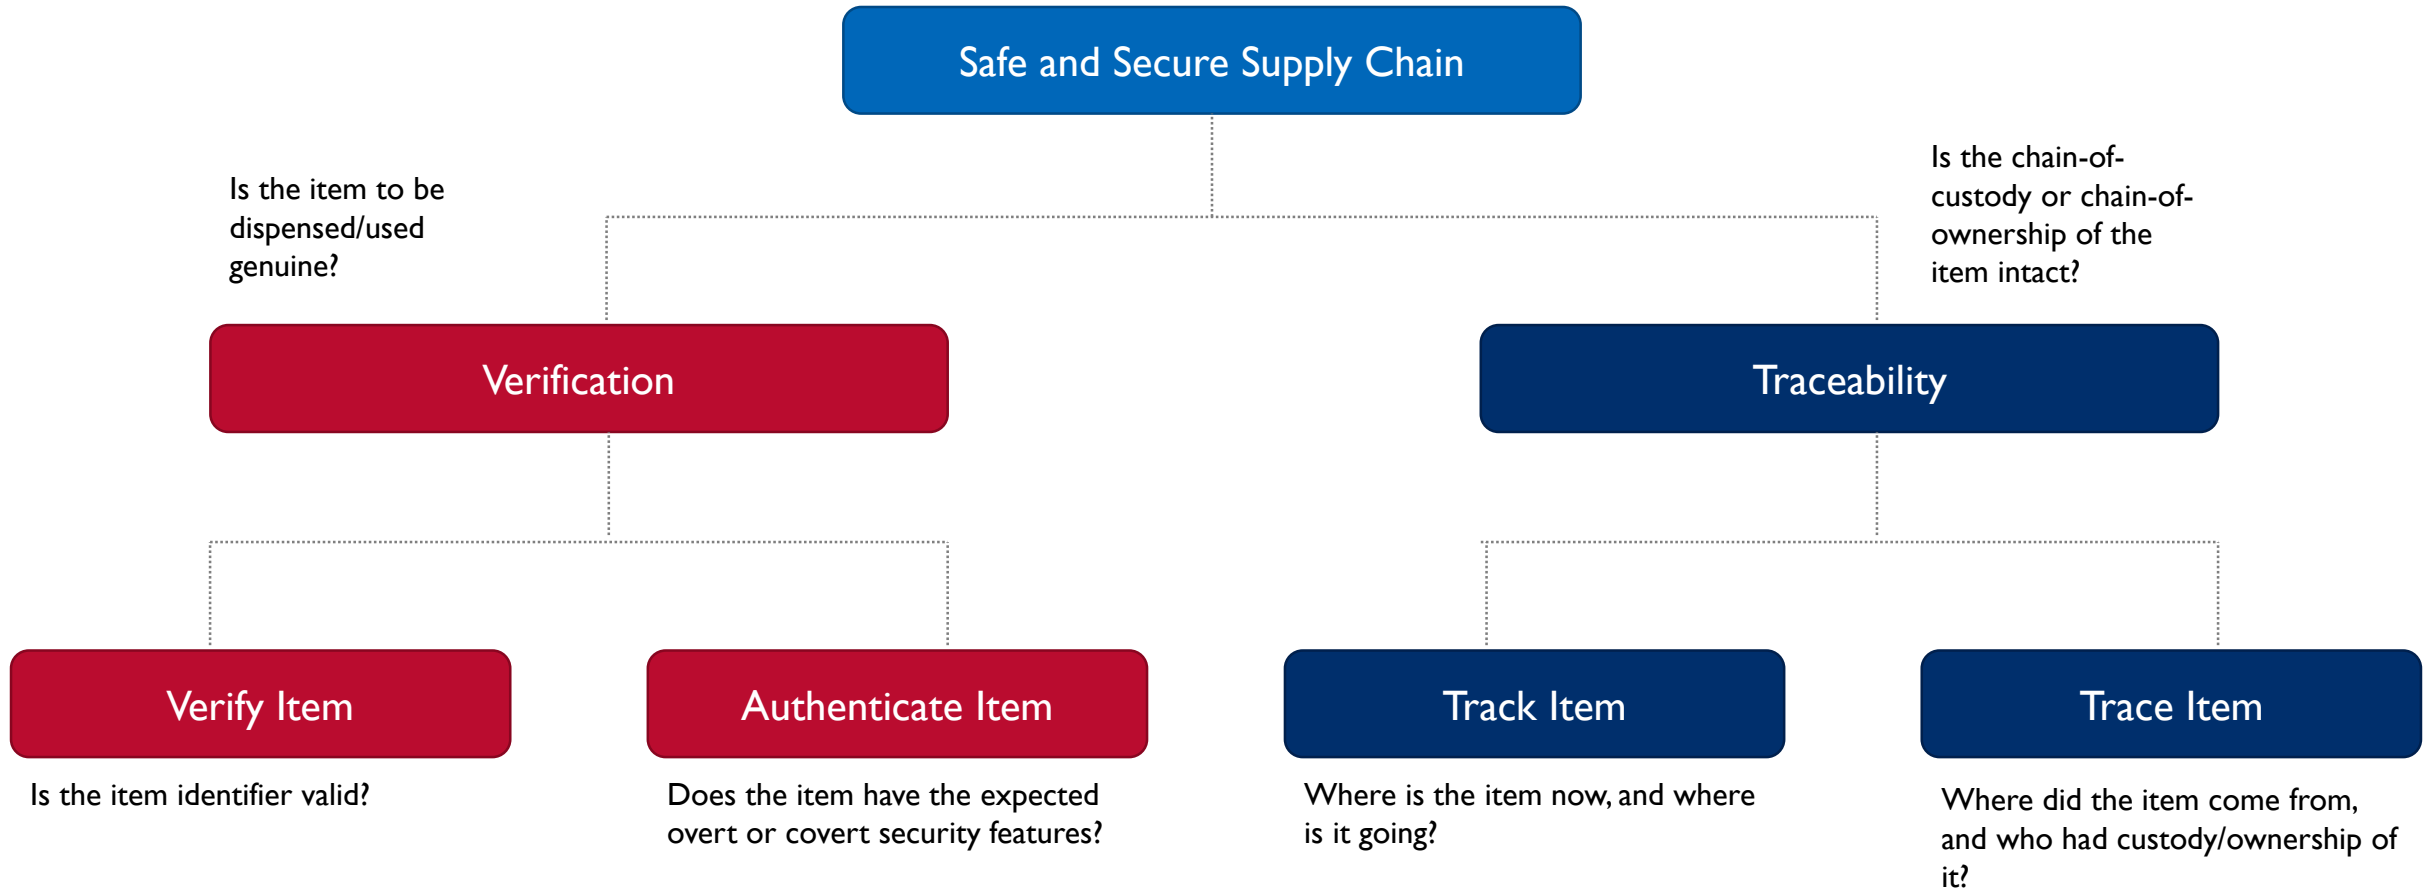 Safe and Secure Supply Chain
Is the item to be
dispensed/used
genuine?
Is the chain-of-
custody or chain-of-
ownership of the
item intact?
Verification
Traceability
Verify Item
Authenticate Item
Track Item
Trace Item
Is the item identifier valid?
Does the item have the expected
overt or covert security features?
Where is the item now, and where
is it going?
Where did the item come from,
and who had custody/ownership of
it?